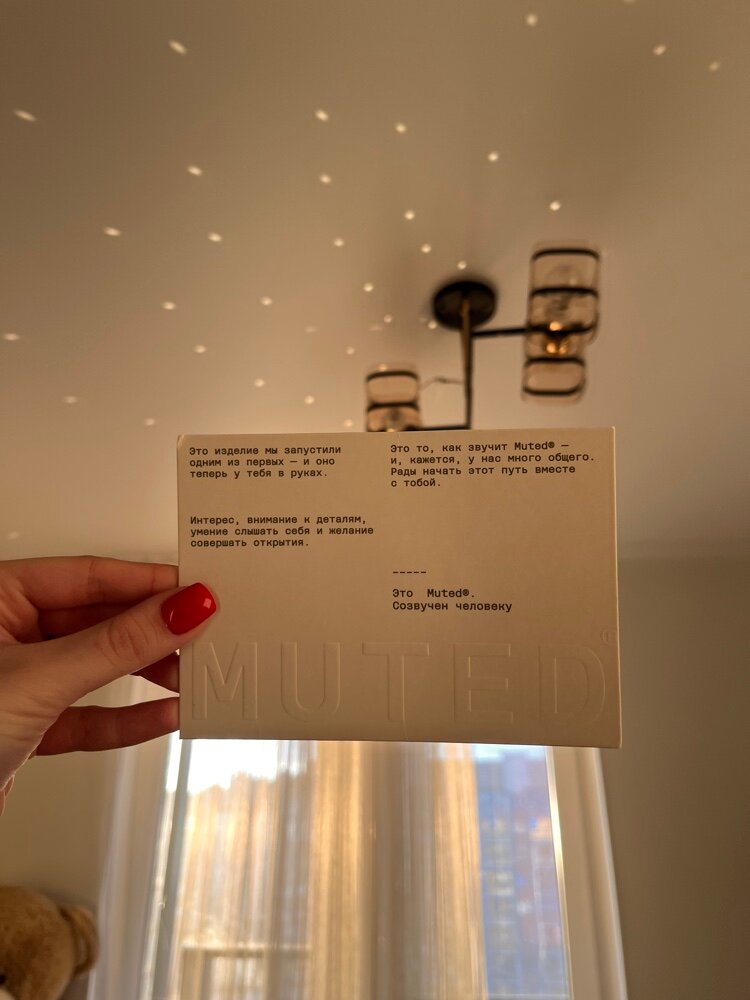 Это изделие мы запустили
одним из первых — и оно
теперь у тебя в руках.
Интерес, внимание к деталям,
умение слышать себя и желание
совершать открытия.
Это то, как звучит Muted® —
и, кажется, у нас много общего.
Рады начать этот путь вместе
с тобой.
-----
Это Muted®.
Созвучен человеку
MUTED®